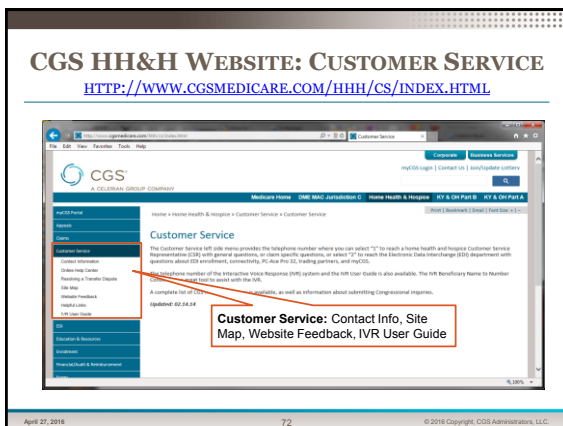 CGS HH&H WEBSITE: CUSTOMER SERVICE
HTTP://WWW.CGSMEDICARE.COM/HHH/CS/INDEX.HTML
Customer Service
File Edit View Favorites Tools Help
Corporate Business Services
myCGS Login | Contact Us | Join/Update Listserv
CGS
A CELERIAN GROUP COMPANY
Medicare Home DME MAC Jurisdiction C Home Health & Hospice KY & OH Part B KY & OH Part A
myCGS Portal
Appeals
Claims
Customer Service
Contact Information
Online Help Center
Resolving a Transfer Dispute
Site Map
Website Feedback
Helpful Links
IVR User Guide
EDI
Education & Resources
Enrollment
Financial/Audit & Reimbursement
Home » Home Health & Hospice » Customer Service » Customer Service
Print | Bookmark | Email | Font Size: + | -
Customer Service
The Customer Service left side menu provides the telephone number where you can select "1" to reach a home health and hospice Customer Service
Representative (CSR) with general questions, or claim specific questions, or select "2" to reach the Electronic Data Interchange (EDI) department with
questions about EDI enrollment, connectivity, PC-Ace Pro 32, trading partners, and myCGS.
The telephone number of the Interactive Voice Response (IVR) system and the IVR User Guide is also available. The IVR Beneficiary Name to Number
great tool to assist with the IVR.
A complete list of CGS is available, as well as information about submitting Congressional inquiries.
Updated: 02.14.14
Customer Service: Contact Info, Site
Map, Website Feedback, IVR User Guide
100%
April 27, 2016
72
© 2016 Copyright, CGS Administrators, LLC.